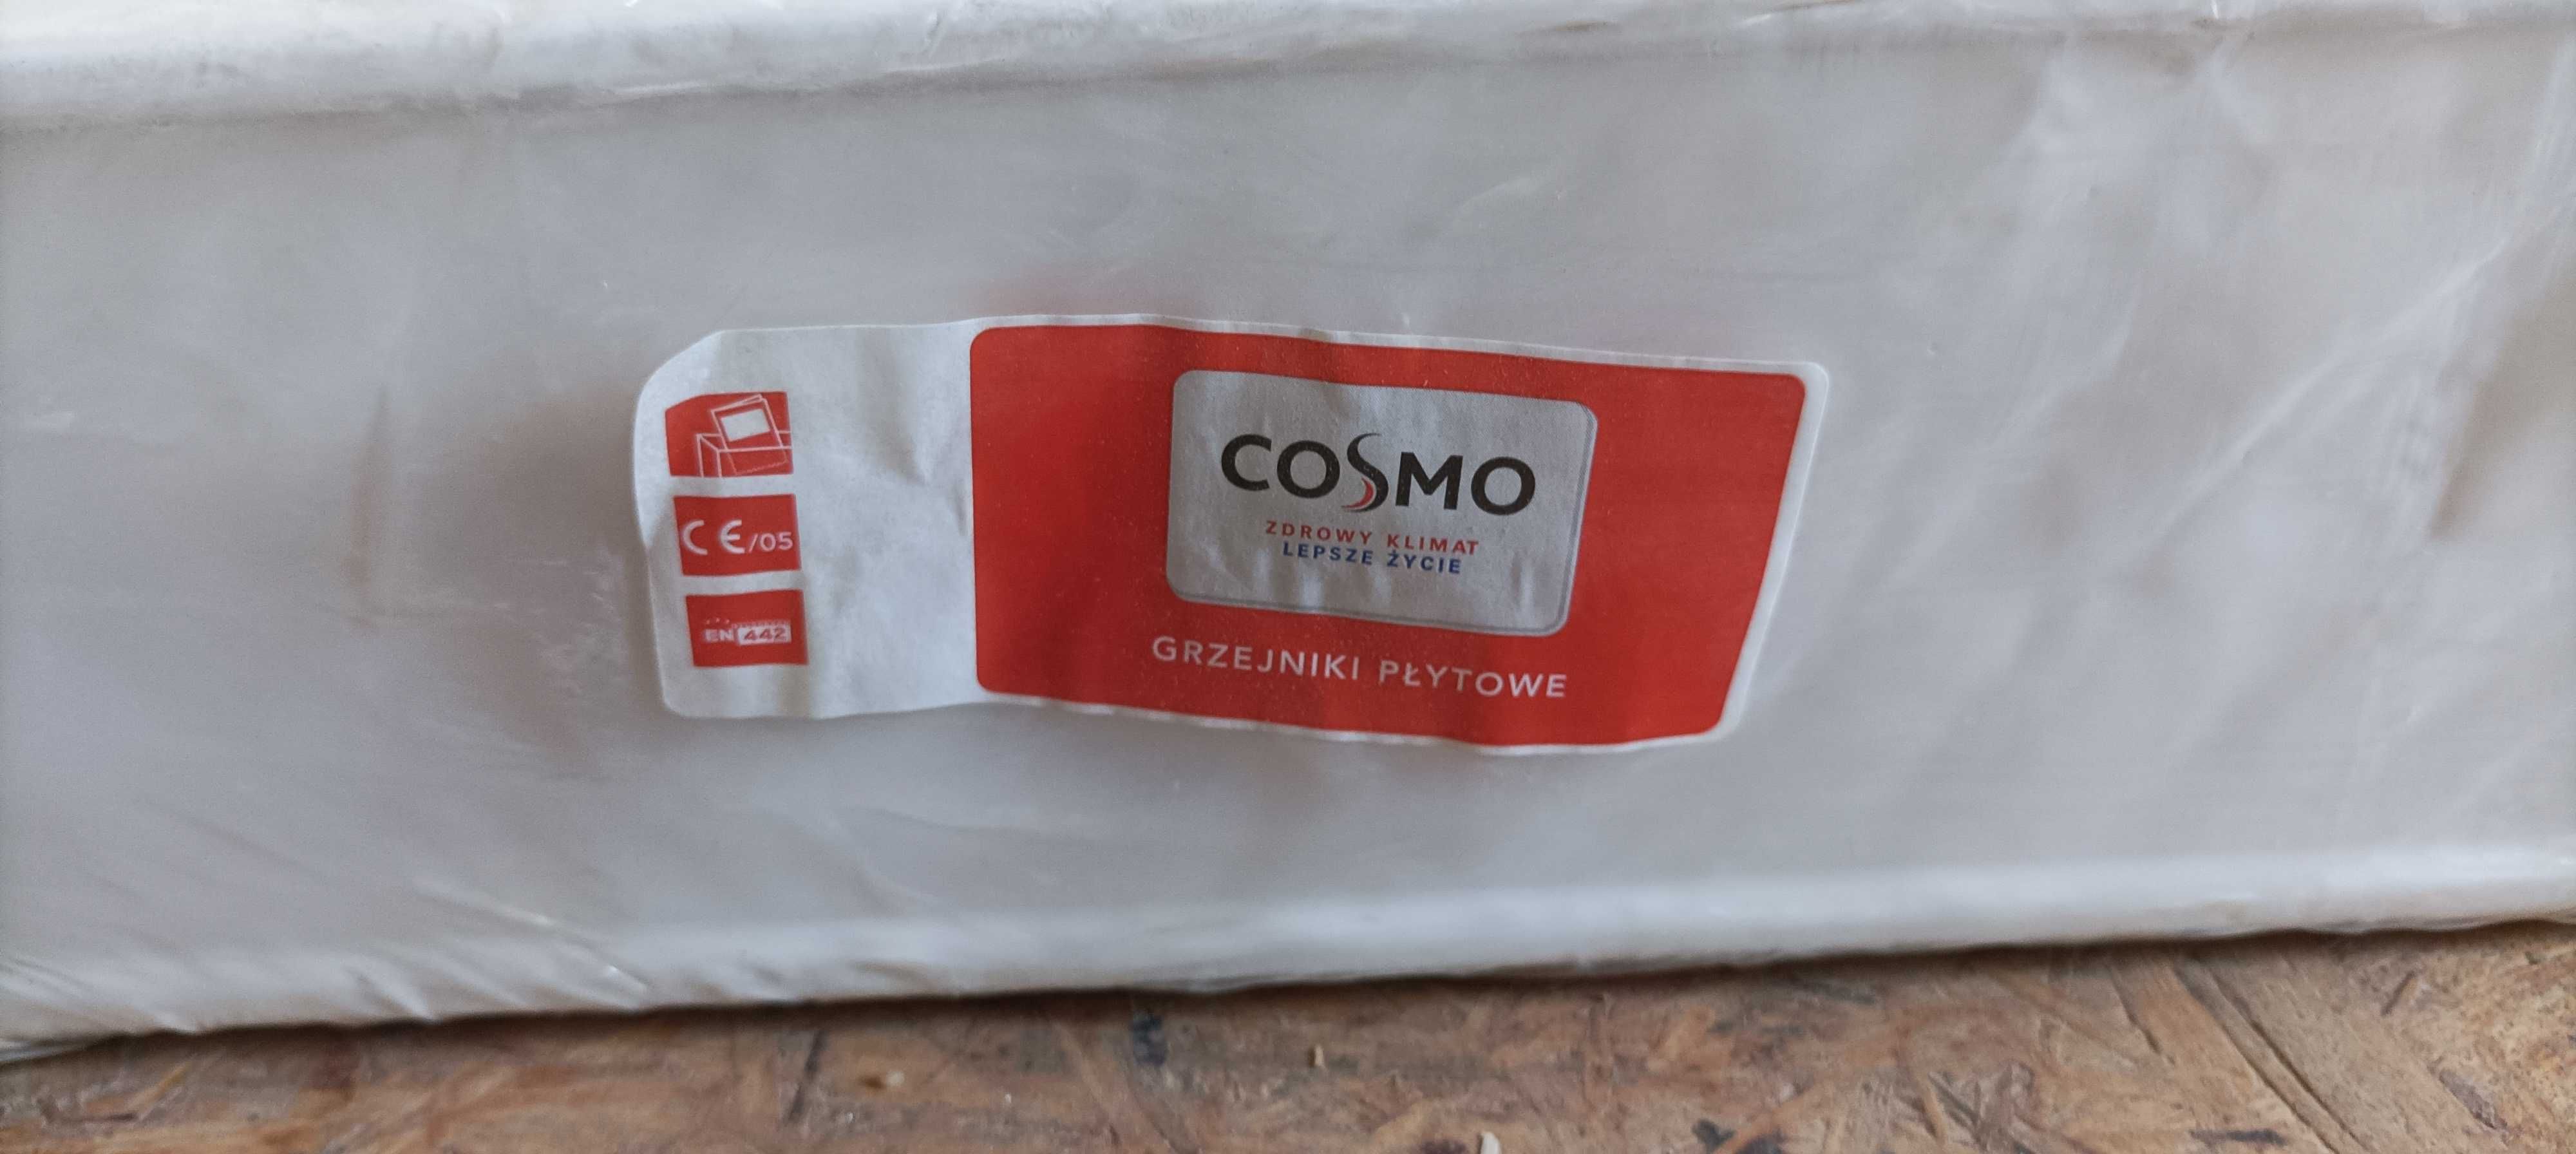 COSMO
ZDROWY KLIMAT
LEPSZE ŻYCIE
GRZEJNIKI PŁYTOWE
CE/05
EN 442